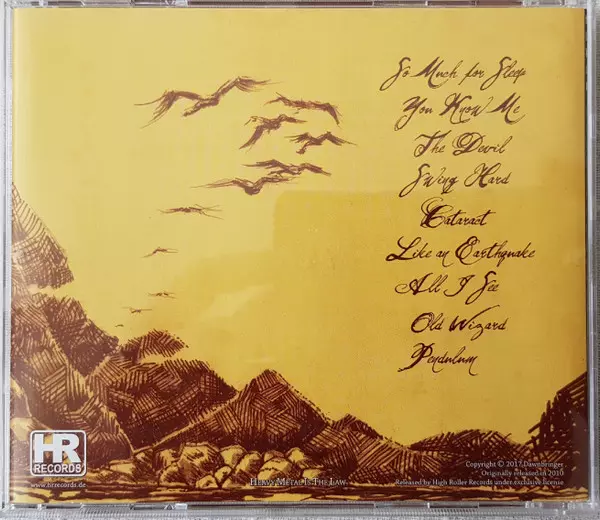 So Much for Sleep
You Know Me
The Devil
Swing Hard
Cataract
Like an Earthquake
All I See
Old Wizard
Pendulum
HR
RECORDS
www.hrrecords.de
Heavy Metal Is The Law
Copyright © 2017 Dawnbringer
Originally released in 2010
Released by High Roller Records under exclusive license